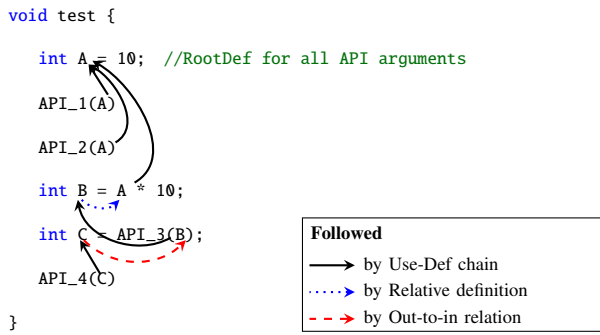 void test {
int A = 10; //RootDef for all API arguments
API_1(A)
API_2(A)
int B = A * 10;
int C = API_3(B);
API_4(C)
}
Followed
by Use-Def chain
by Relative definition
by Out-to-in relation